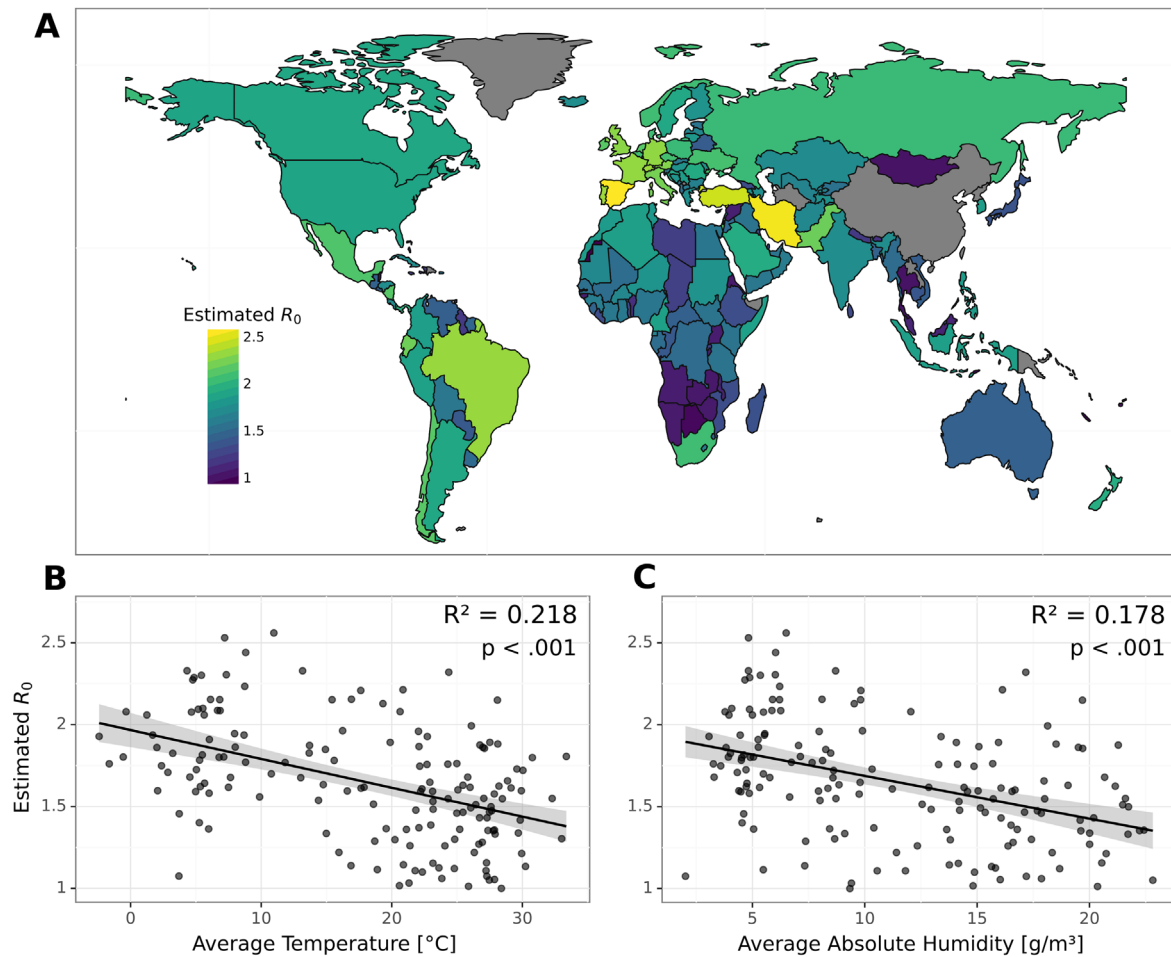 A
Estimated R₀
2.5
2
1.5
1
B
C
R² = 0.218
p < .001
R² = 0.178
p < .001
Estimated R₀
2.5
2
1.5
1
0
10
20
30
Average Temperature [°C]
2.5
2
1.5
1
5
10
15
20
Average Absolute Humidity [g/m³]